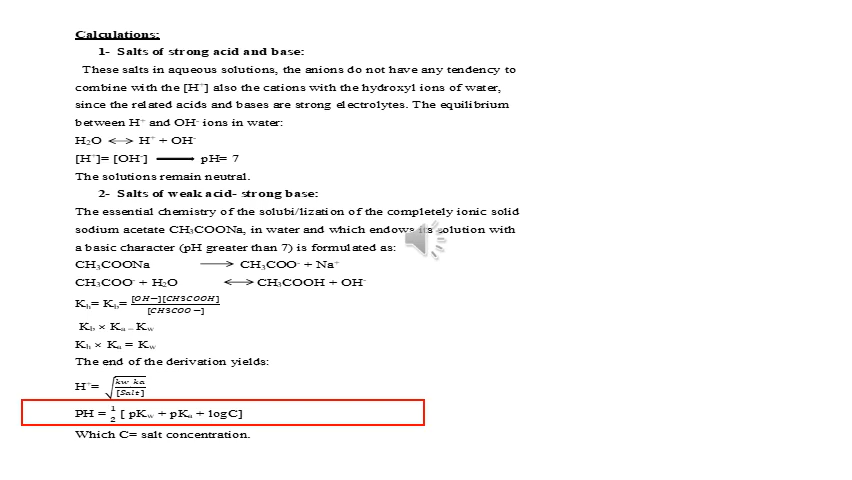 Calculations:
1- Salts of strong acid and base:
These salts in aqueous solutions, the anions do not have any tendency to
combine with the [H⁺] also the cations with the hydroxyl ions of water,
since the related acids and bases are strong electrolytes. The equilibrium
between H⁺ and OH⁻ ions in water:
H₂O ⟷ H⁺ + OH⁻
[H⁺]= [OH⁻] ⟶ pH= 7
The solutions remain neutral.
2- Salts of weak acid- strong base:
The essential chemistry of the solubi/lization of the completely ionic solid
sodium acetate CH₃COONa, in water and which endows its solution with
a basic character (pH greater than 7) is formulated as:
CH₃COONa ⟶ CH₃COO⁻ + Na⁺
CH₃COO⁻ + H₂O ⟷ CH₃COOH + OH⁻
Kₕ= K_b= [OH−][CH3COOH] / [CH3COO−]
K_b × Kₐ = K_w
Kₕ × Kₐ = K_w
The end of the derivation yields:
H⁺= √(kw ka / [Salt])
PH = 1/2 [ pK_w + pKₐ + logC]
Which C= salt concentration.